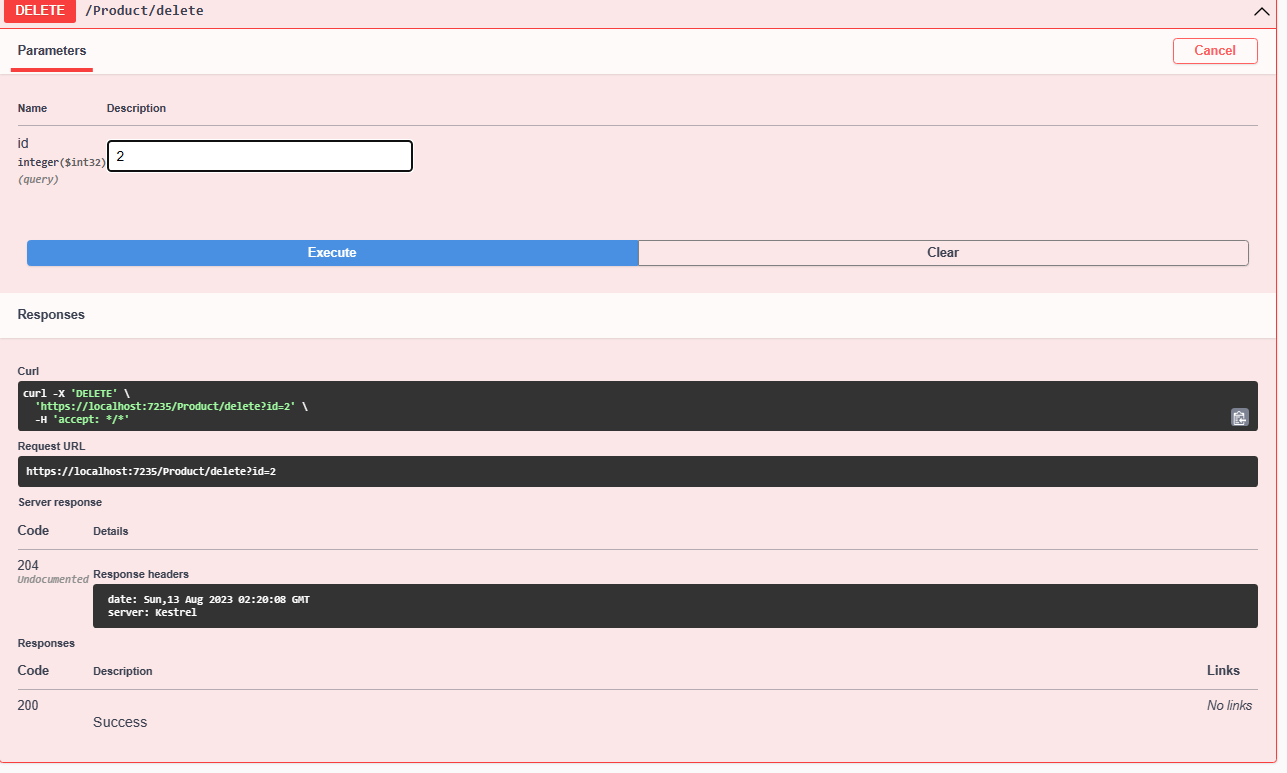 DELETE /Product/delete
Parameters
Cancel
Name Description
id
integer($int32)
(query)
2
Execute Clear
Responses
Curl
curl -X 'DELETE' \
'https://localhost:7235/Product/delete?id=2' \
-H 'accept: */*'
Request URL
https://localhost:7235/Product/delete?id=2
Server response
Code Details
204
Undocumented
Response headers
date: Sun,13 Aug 2023 02:20:08 GMT
server: Kestrel
Responses
Code Description Links
200
Success
No links